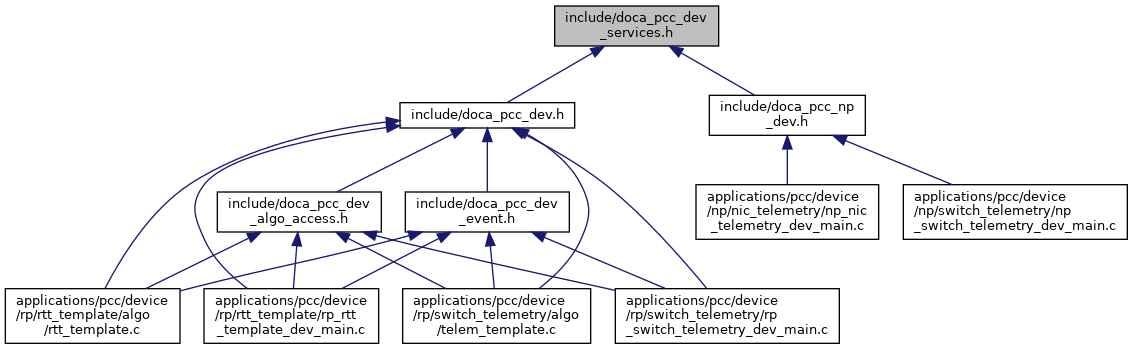 include/doca_pcc_dev
_services.h
include/doca_pcc_dev.h
include/doca_pcc_np
_dev.h
include/doca_pcc_dev
_algo_access.h
include/doca_pcc_dev
_event.h
applications/pcc/device
/np/nic_telemetry/np_nic
_telemetry_dev_main.c
applications/pcc/device
/np/switch_telemetry/np
_switch_telemetry_dev_main.c
applications/pcc/device
/rp/rtt_template/algo
/rtt_template.c
applications/pcc/device
/rp/rtt_template/rp_rtt
_template_dev_main.c
applications/pcc/device
/rp/switch_telemetry/algo
/telem_template.c
applications/pcc/device
/rp/switch_telemetry/rp
_switch_telemetry_dev_main.c